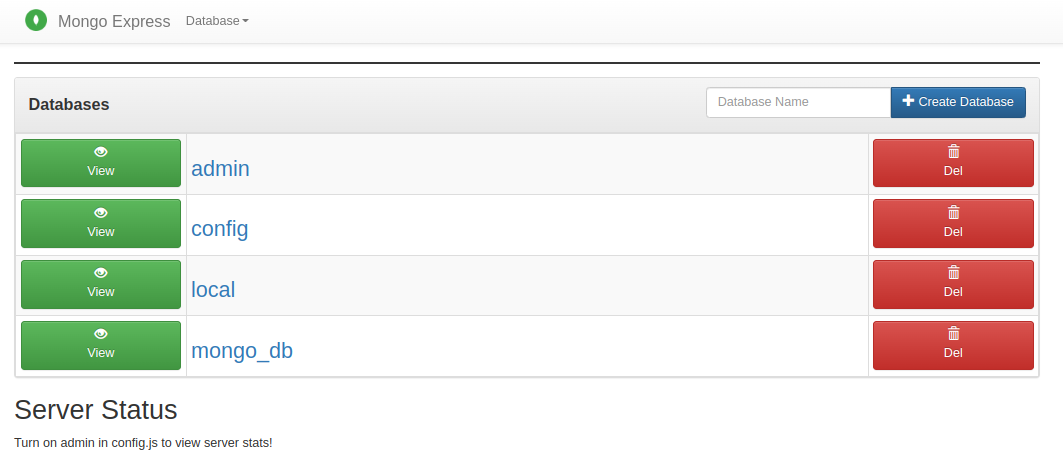 Mongo Express Database
Databases
Database Name
Create Database
View
admin
Del
View
config
Del
View
local
Del
View
mongo_db
Del
Server Status
Turn on admin in config.js to view server stats!